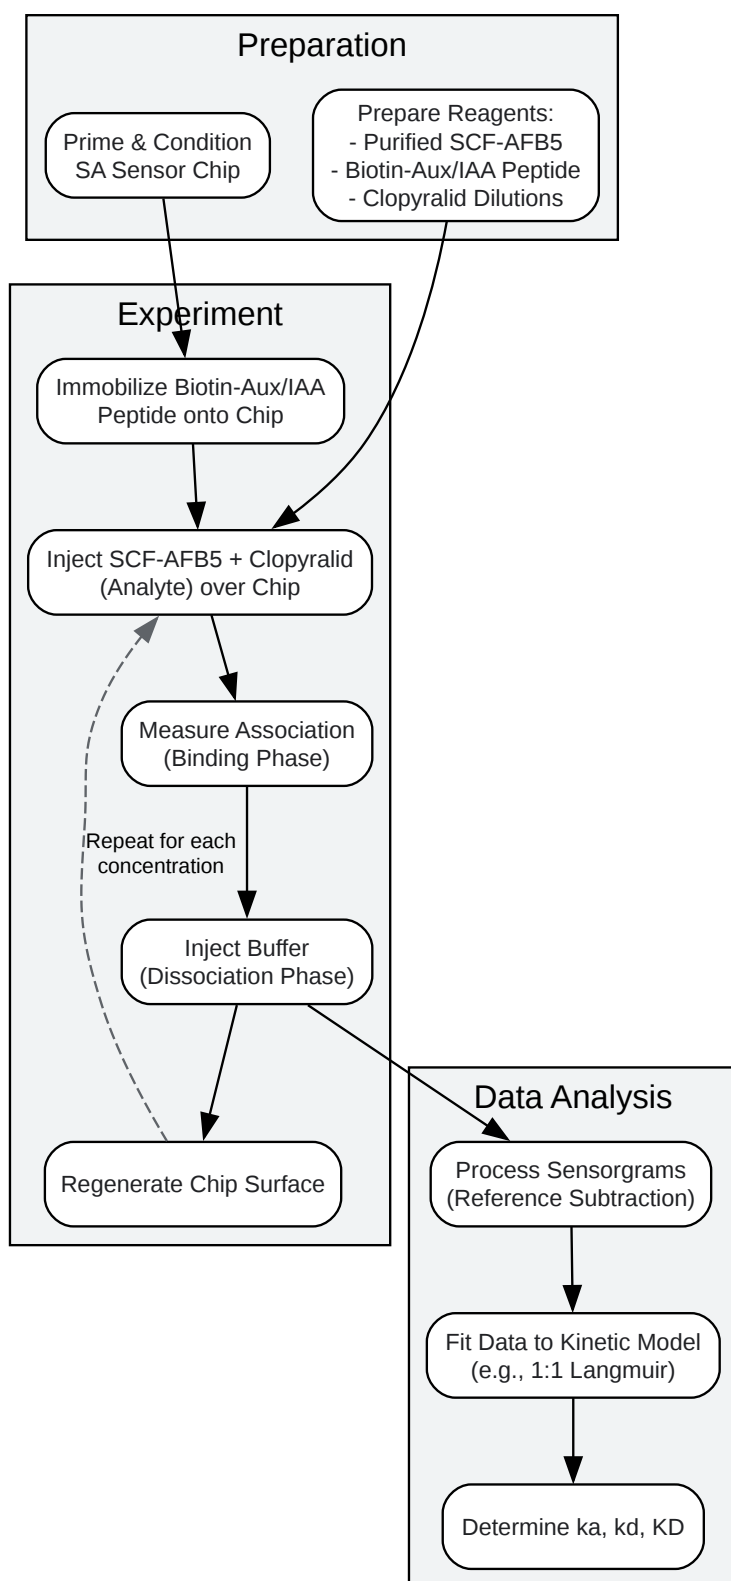 Preparation
Prime & Condition
SA Sensor Chip
Prepare Reagents:
- Purified SCF-AFB5
- Biotin-Aux/IAA Peptide
- Clopyralid Dilutions
Experiment
Immobilize Biotin-Aux/IAA
Peptide onto Chip
Inject SCF-AFB5 + Clopyralid
(Analyte) over Chip
Measure Association
(Binding Phase)
Repeat for each
concentration
Inject Buffer
(Dissociation Phase)
Regenerate Chip Surface
Data Analysis
Process Sensorgrams
(Reference Subtraction)
Fit Data to Kinetic Model
(e.g., 1:1 Langmuir)
Determine ka, kd, KD